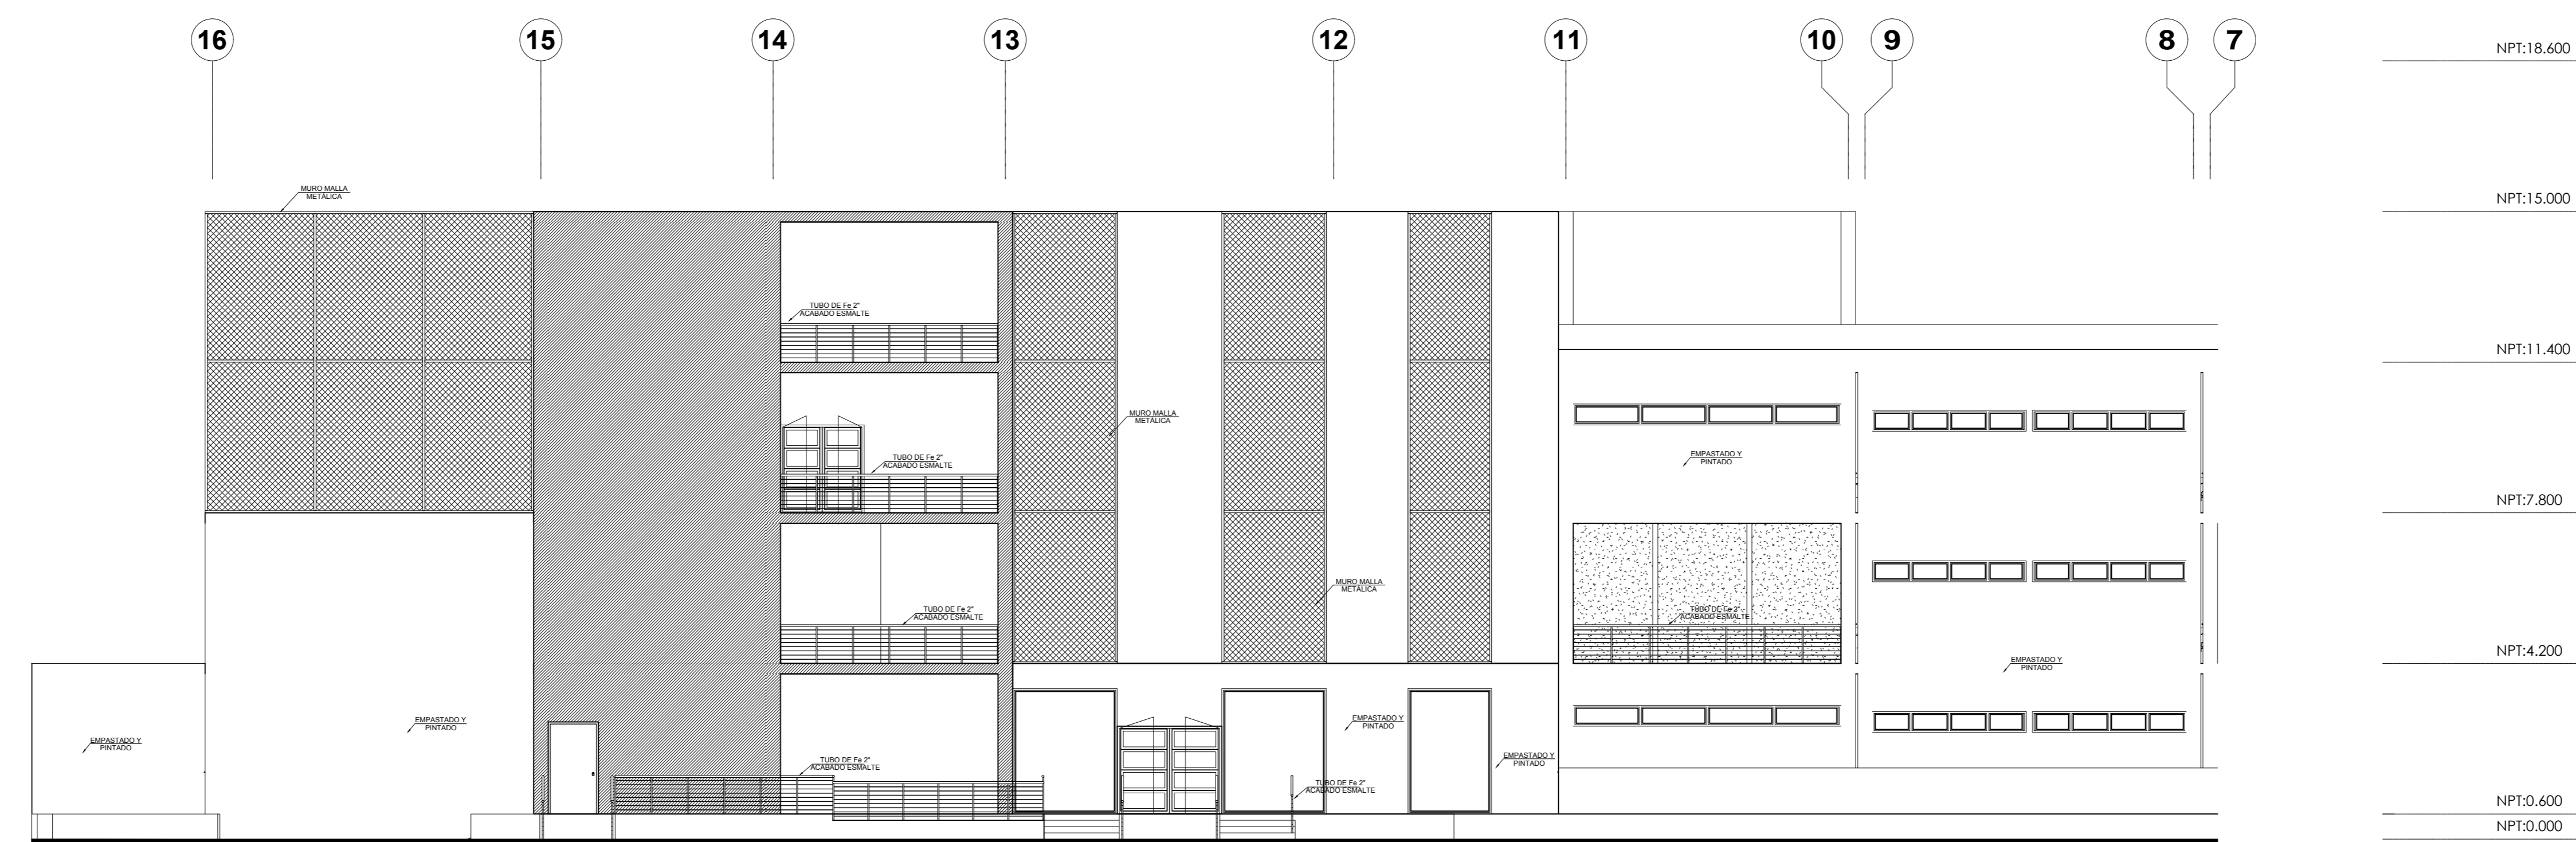 16
15
14
13
12
11
10
9
8
7
NPT:18.600
MURO MALLA
METÁLICA
NPT:15.000
TUBO DE Fe 2"
ACABADO ESMALTE
NPT:11.400
MURO MALLA
METÁLICA
EMPASTADO Y
PINTADO
TUBO DE Fe 2"
ACABADO ESMALTE
NPT:7.800
MURO MALLA
METÁLICA
TUBO DE Fe 2"
ACABADO ESMALTE
TUBO DE Fe 2"
ACABADO ESMALTE
NPT:4.200
EMPASTADO Y
PINTADO
EMPASTADO Y
PINTADO
EMPASTADO Y
PINTADO
EMPASTADO Y
PINTADO
EMPASTADO Y
PINTADO
TUBO DE Fe 2"
ACABADO ESMALTE
TUBO DE Fe 2"
ACABADO ESMALTE
NPT:0.600
NPT:0.000